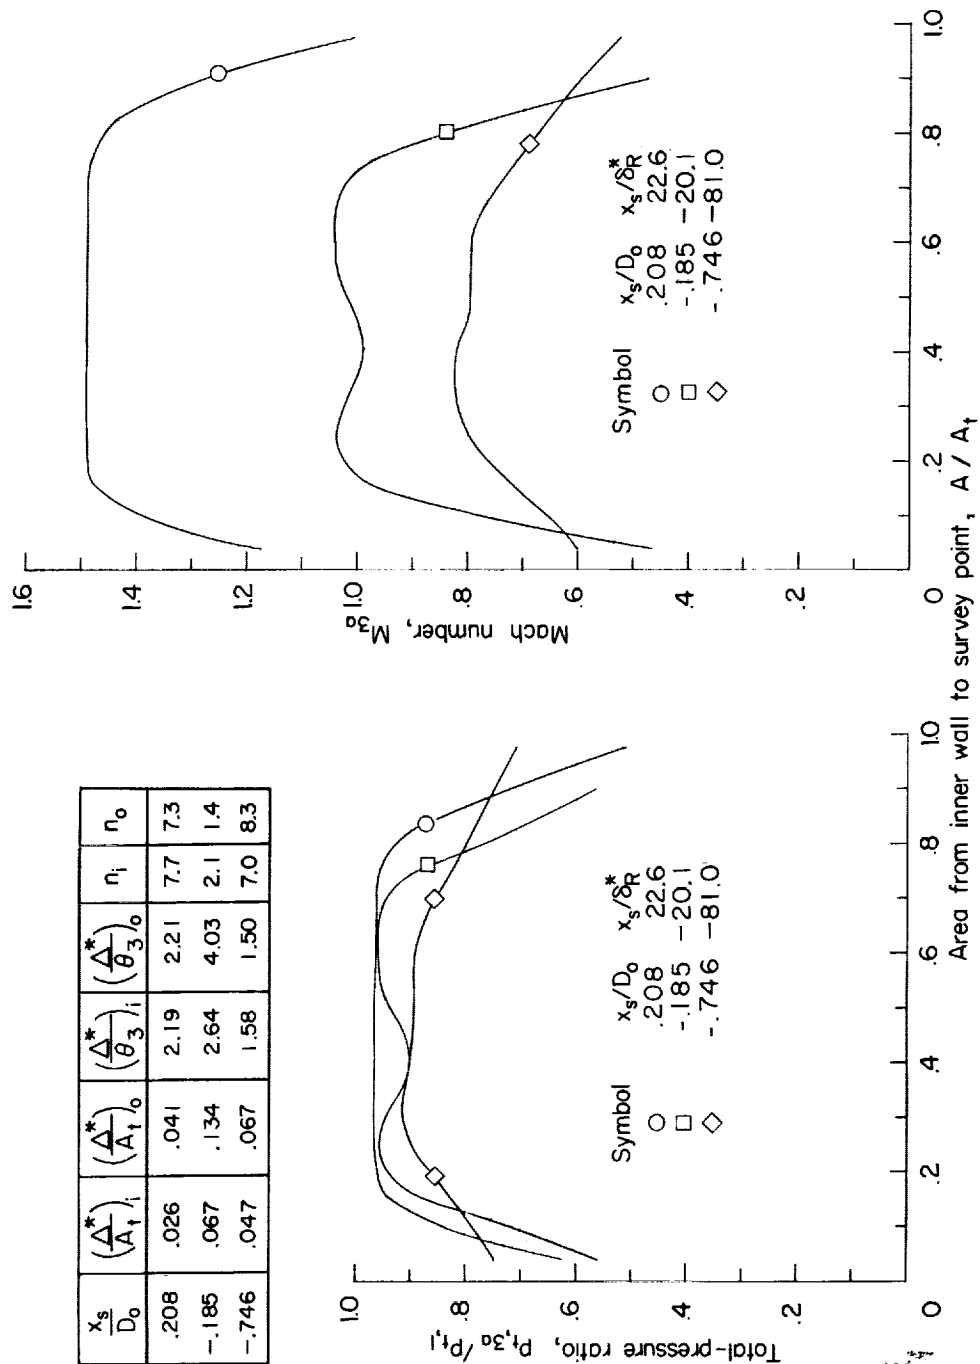 x_s/D_o (Δ*/A_t)_i (Δ*/A_t)_o (Δ*/θ_3)_i (Δ*/θ_3)_o n_i n_o
.208 .026 .041 2.19 2.21 7.7 7.3
-.185 .067 .134 2.64 4.03 2.1 1.4
-.746 .047 .067 1.58 1.50 7.0 8.3
Total-pressure ratio, p_t,3a/p_t,1
1.0
.8
.6
.4
.2
0
Symbol x_s/D_o x_s/δ*_R
○ .208 22.6
□ -.185 -20.1
◇ -.746 -81.0
0 .2 .4 .6 .8 1.0
Mach number, M_3a
1.6
1.4
1.2
1.0
.8
.6
.4
0
Symbol x_s/D_o x_s/δ*_R
○ .208 22.6
□ -.185 -20.1
◇ -.746 -81.0
.2 .4 .6 .8 1.0
Area from inner wall to survey point, A / A_t